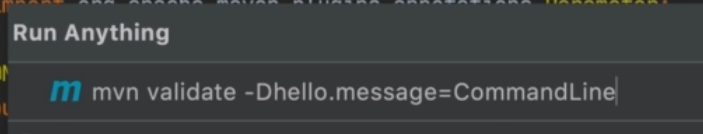 Run Anything
m mvn validate -Dhello.message=CommandLine